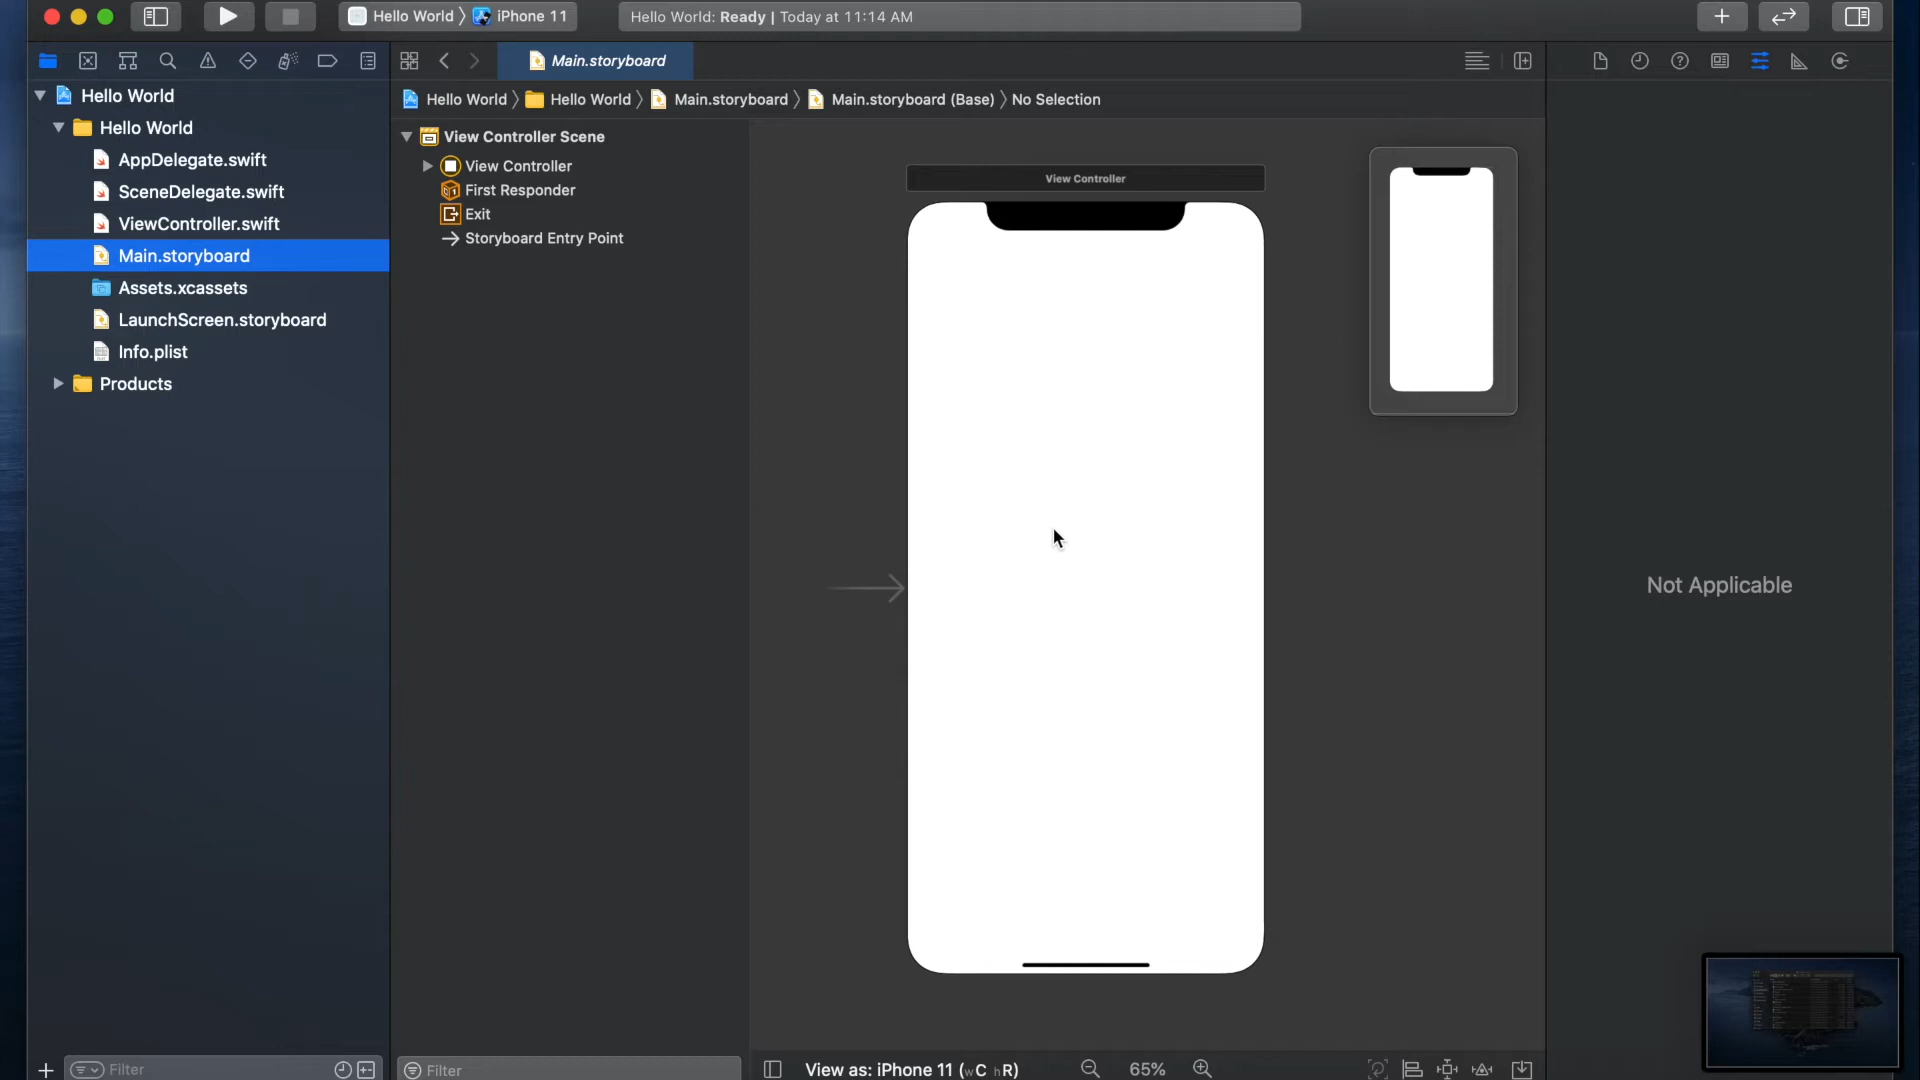 Hello World 〉 iPhone 11
Hello World: Ready | Today at 11:14 AM
Main.storyboard
Hello World 〉 Hello World 〉 Main.storyboard 〉 Main.storyboard (Base) 〉 No Selection
Hello World
Hello World
AppDelegate.swift
SceneDelegate.swift
ViewController.swift
Main.storyboard
Assets.xcassets
LaunchScreen.storyboard
Info.plist
Products
View Controller Scene
View Controller
First Responder
Exit
Storyboard Entry Point
View Controller
Not Applicable
Filter
Filter
View as: iPhone 11 (wC hR)
65%